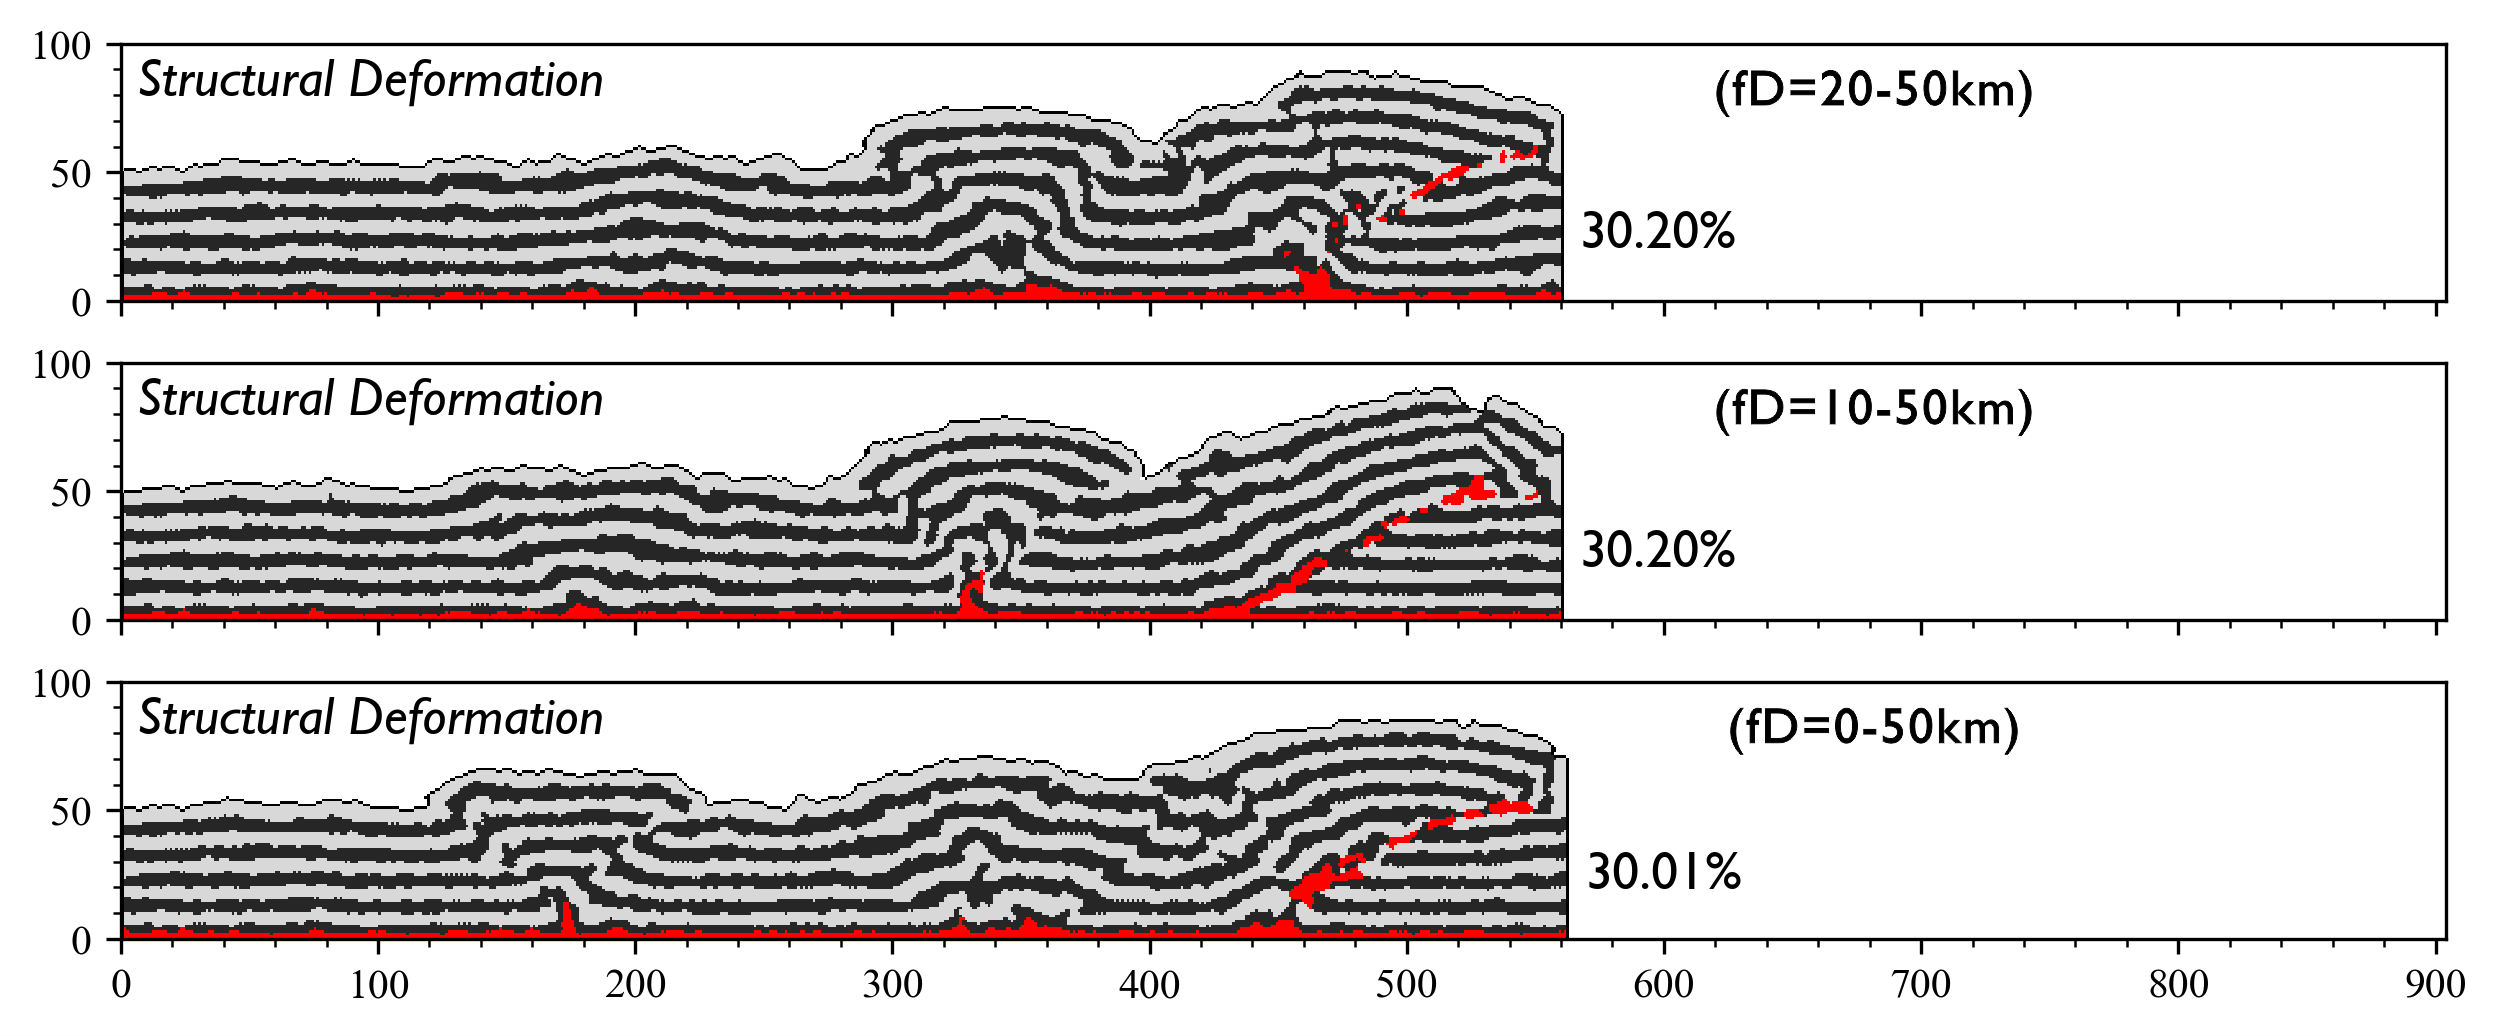 100
Structural Deformation
(fD=20-50km)
50
30.20%
0
100
Structural Deformation
(fD=10-50km)
50
30.20%
0
100
Structural Deformation
(fD=0-50km)
50
30.01%
0
0 100 200 300 400 500 600 700 800 900